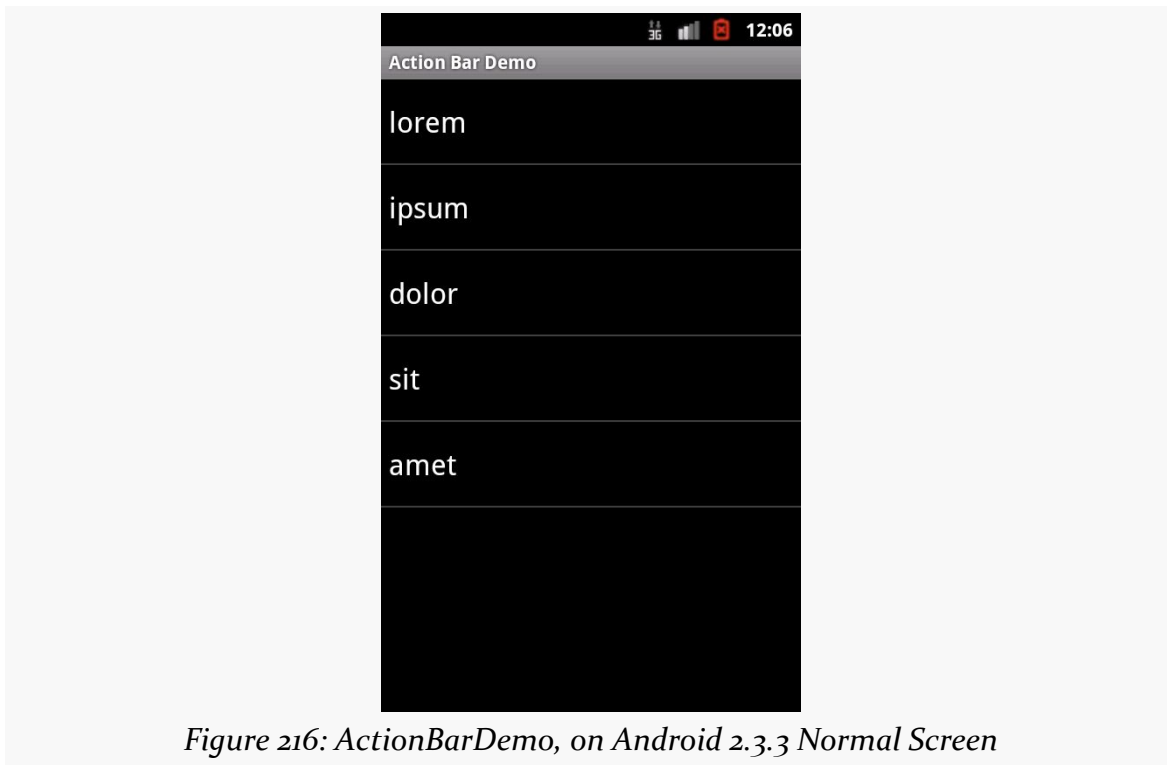 3G 12:06
Action Bar Demo
lorem
ipsum
dolor
sit
amet
Figure 216: ActionBarDemo, on Android 2.3.3 Normal Screen